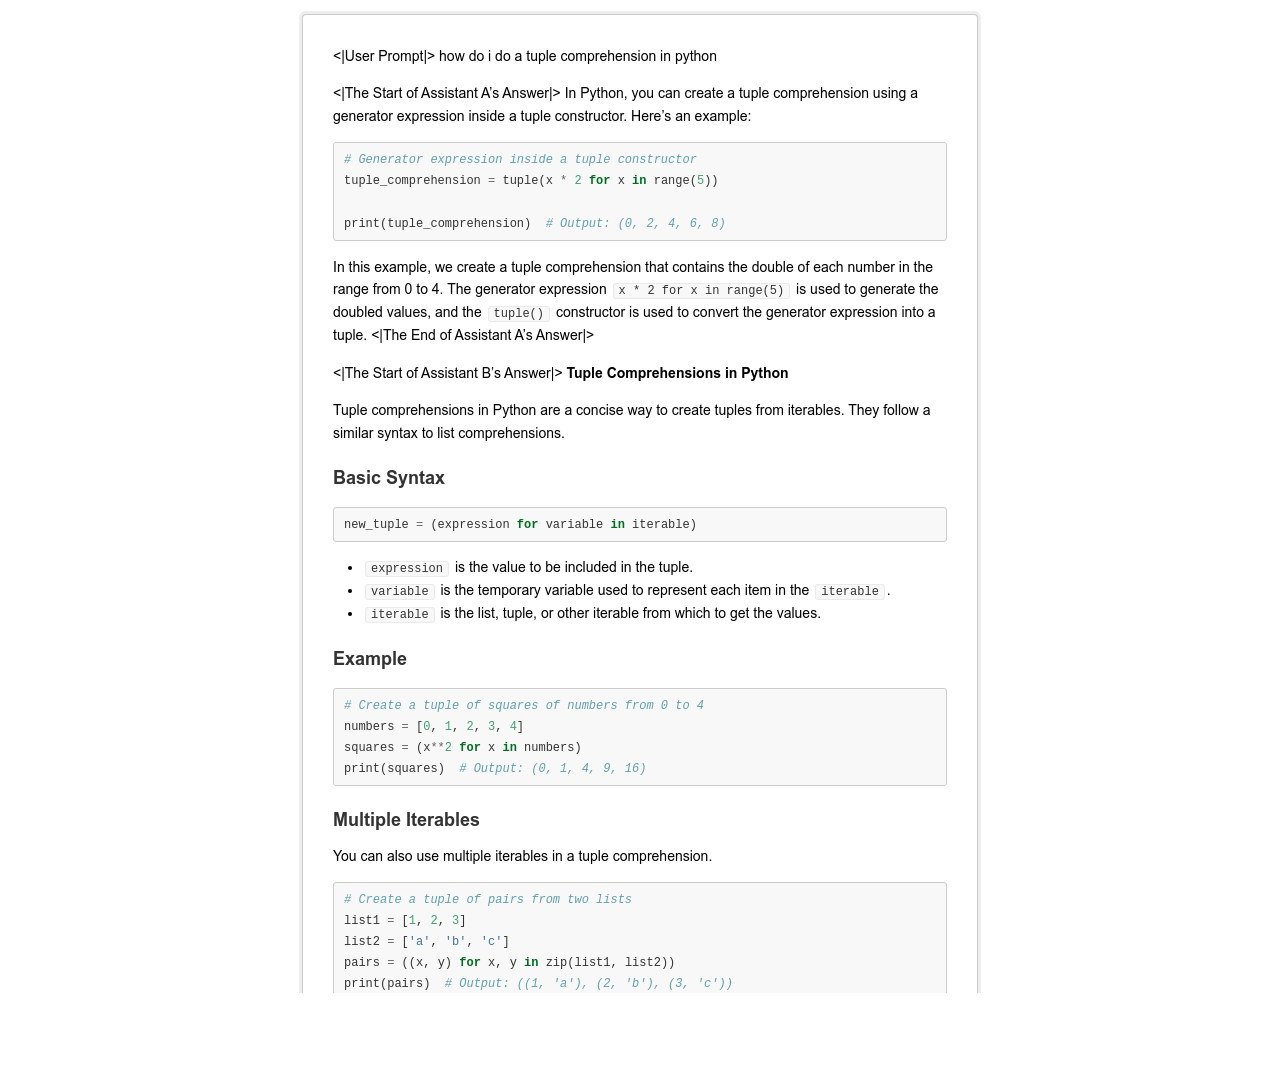 <|User Prompt|> how do i do a tuple comprehension in python
<|The Start of Assistant A’s Answer|> In Python, you can create a tuple comprehension using a
generator expression inside a tuple constructor. Here’s an example:
# Generator expression inside a tuple constructor
tuple_comprehension = tuple(x * 2 for x in range(5))
print(tuple_comprehension)  # Output: (0, 2, 4, 6, 8)
In this example, we create a tuple comprehension that contains the double of each number in the
range from 0 to 4. The generator expression x * 2 for x in range(5) is used to generate the
doubled values, and the tuple() constructor is used to convert the generator expression into a
tuple. <|The End of Assistant A’s Answer|>
<|The Start of Assistant B’s Answer|> Tuple Comprehensions in Python
Tuple comprehensions in Python are a concise way to create tuples from iterables. They follow a
similar syntax to list comprehensions.
Basic Syntax
new_tuple = (expression for variable in iterable)
• expression is the value to be included in the tuple.
• variable is the temporary variable used to represent each item in the iterable.
• iterable is the list, tuple, or other iterable from which to get the values.
Example
# Create a tuple of squares of numbers from 0 to 4
numbers = [0, 1, 2, 3, 4]
squares = (x**2 for x in numbers)
print(squares)  # Output: (0, 1, 4, 9, 16)
Multiple Iterables
You can also use multiple iterables in a tuple comprehension.
# Create a tuple of pairs from two lists
list1 = [1, 2, 3]
list2 = ['a', 'b', 'c']
pairs = ((x, y) for x, y in zip(list1, list2))
print(pairs)  # Output: ((1, 'a'), (2, 'b'), (3, 'c'))